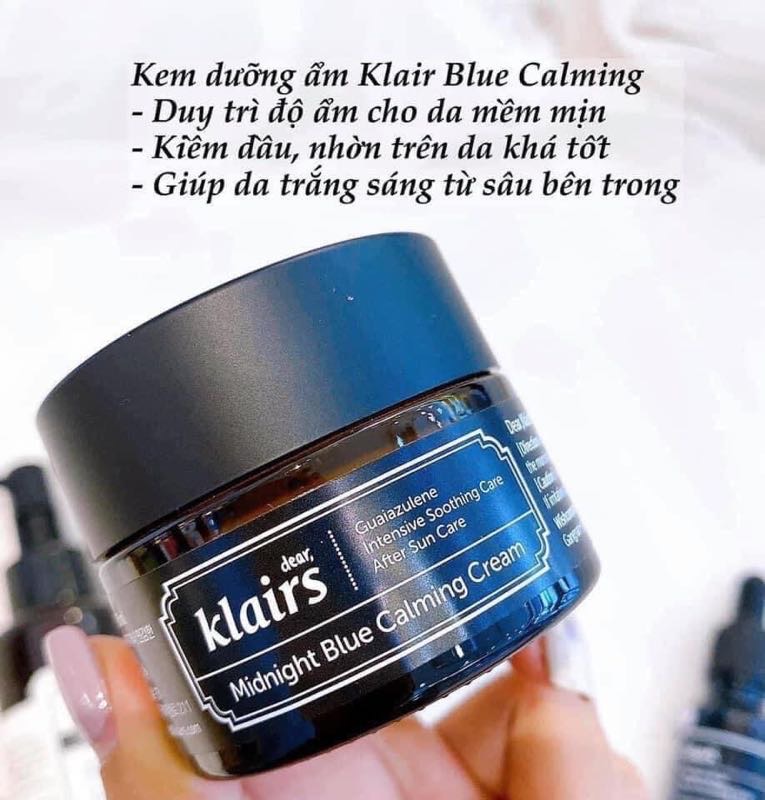 Kem dưỡng ẩm Klair Blue Calming
- Duy trì độ ẩm cho da mềm mịn
- Kiềm dầu, nhờn trên da khá tốt
- Giúp da trắng sáng từ sâu bên trong
dear,
klairs
Guaiazulene
Intensive Soothing Care
After Sun Care
Midnight Blue Calming Cream
Dear